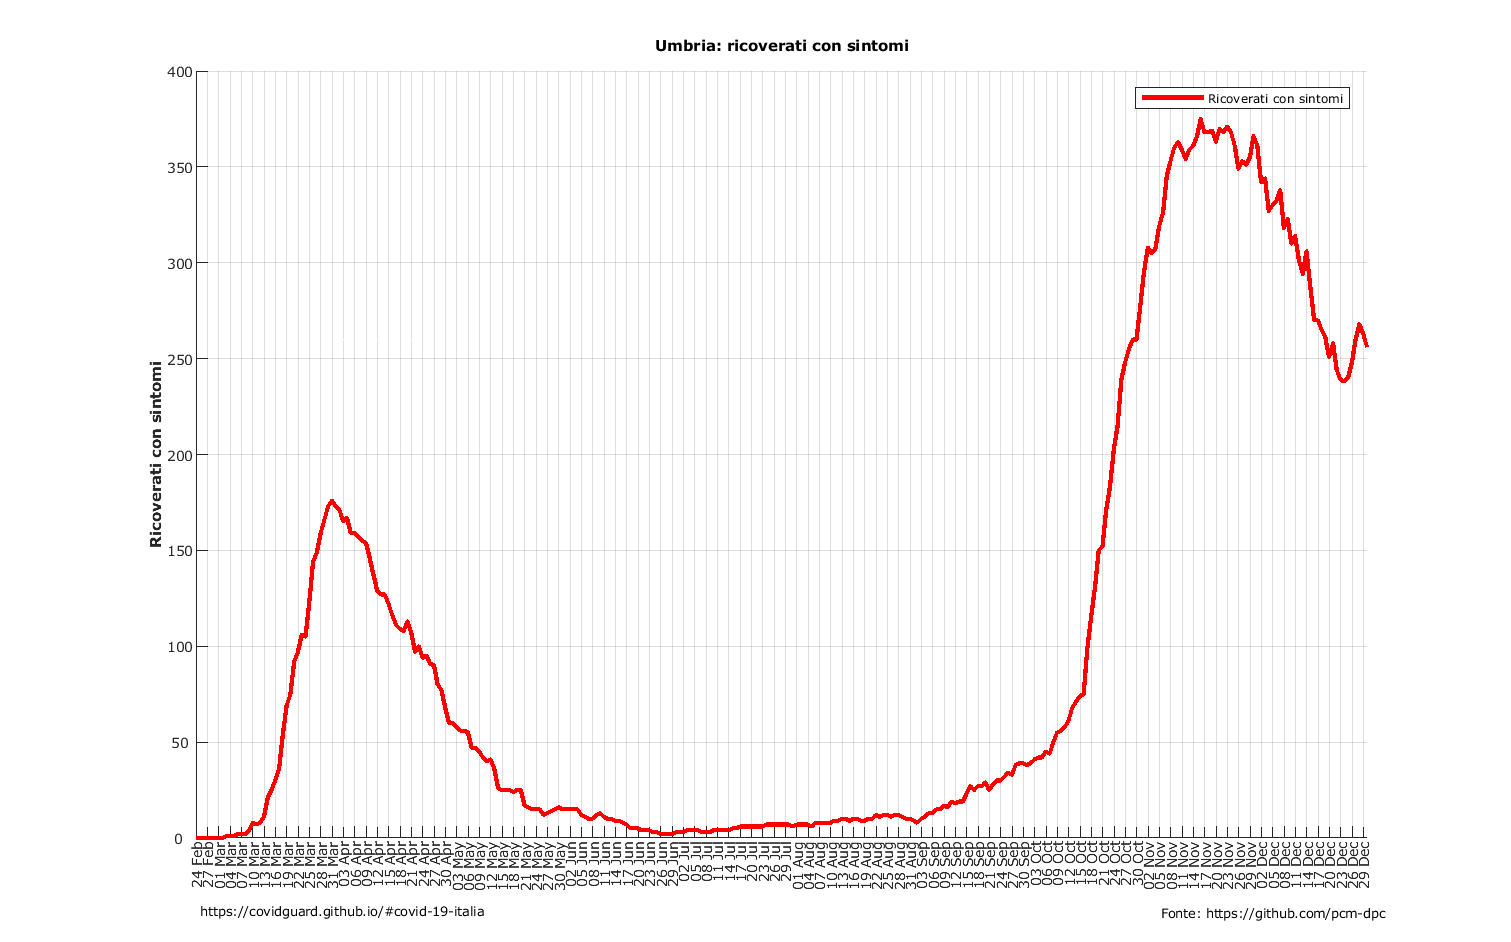 Umbria: ricoverati con sintomi
Ricoverati con sintomi
Ricoverati con sintomi
400
350
300
250
200
150
100
50
0
24 Feb
27 Feb
01 Mar
04 Mar
07 Mar
10 Mar
13 Mar
16 Mar
19 Mar
22 Mar
25 Mar
28 Mar
31 Mar
03 Apr
06 Apr
09 Apr
12 Apr
15 Apr
18 Apr
21 Apr
24 Apr
27 Apr
30 Apr
03 May
06 May
09 May
12 May
15 May
18 May
21 May
24 May
27 May
30 May
02 Jun
05 Jun
08 Jun
11 Jun
14 Jun
17 Jun
20 Jun
23 Jun
26 Jun
29 Jun
02 Jul
05 Jul
08 Jul
11 Jul
14 Jul
17 Jul
20 Jul
23 Jul
26 Jul
29 Jul
01 Aug
04 Aug
07 Aug
10 Aug
13 Aug
16 Aug
19 Aug
22 Aug
25 Aug
28 Aug
31 Aug
03 Sep
06 Sep
09 Sep
12 Sep
15 Sep
18 Sep
21 Sep
24 Sep
27 Sep
30 Sep
03 Oct
06 Oct
09 Oct
12 Oct
15 Oct
18 Oct
21 Oct
24 Oct
27 Oct
30 Oct
02 Nov
05 Nov
08 Nov
11 Nov
14 Nov
17 Nov
20 Nov
23 Nov
26 Nov
29 Nov
02 Dec
05 Dec
08 Dec
11 Dec
14 Dec
17 Dec
20 Dec
23 Dec
26 Dec
29 Dec
https://covidguard.github.io/#covid-19-italia
Fonte: https://github.com/pcm-dpc